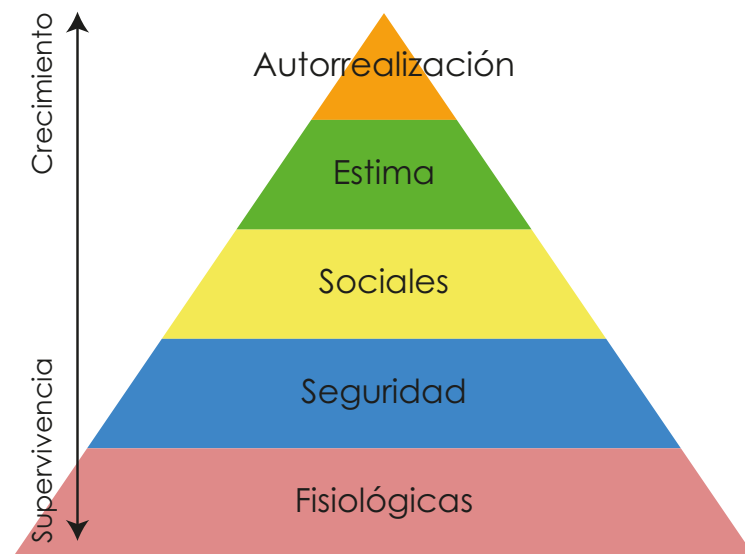 Crecimiento
Supervivencia
Autorrealización
Estima
Sociales
Seguridad
Fisiológicas